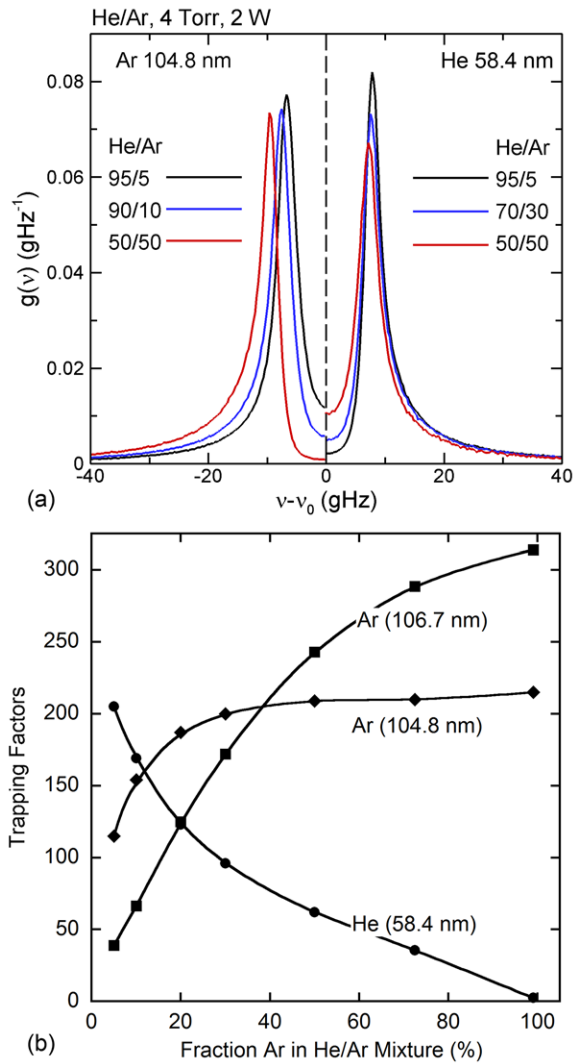 He/Ar, 4 Torr, 2 W
Ar 104.8 nm
He 58.4 nm
He/Ar
95/5
90/10
50/50
He/Ar
95/5
70/30
50/50
0.08
0.06
0.04
0.02
0
g(ν) (gHz⁻¹)
-40
-20
0
20
40
ν-ν₀ (gHz)
(a)
300
250
200
150
100
50
0
Trapping Factors
Ar (106.7 nm)
Ar (104.8 nm)
He (58.4 nm)
0
20
40
60
80
100
Fraction Ar in He/Ar Mixture (%)
(b)